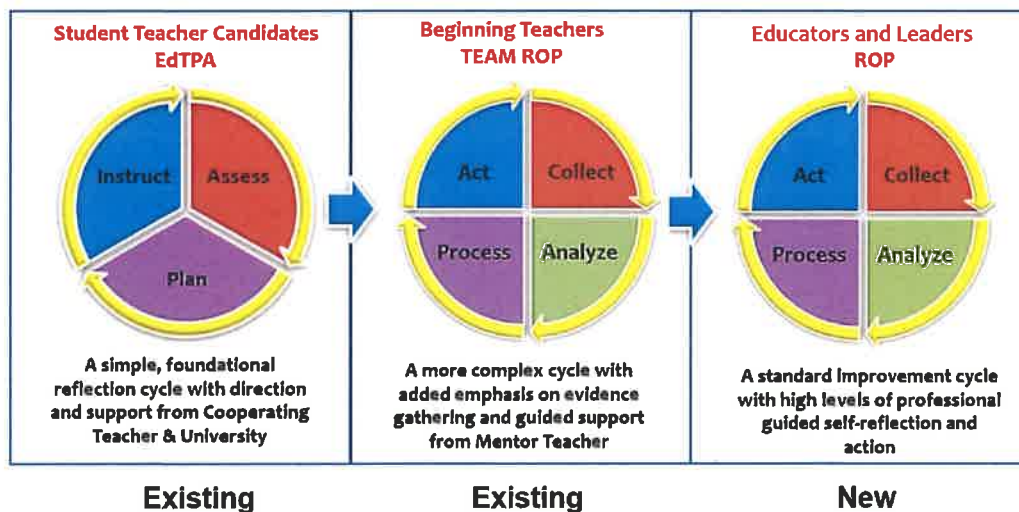 Student Teacher Candidates
EdTPA
Instruct
Assess
Plan
A simple, foundational
reflection cycle with direction
and support from Cooperating
Teacher & University
Existing
Beginning Teachers
TEAM ROP
Act
Collect
Process
Analyze
A more complex cycle with
added emphasis on evidence
gathering and guided support
from Mentor Teacher
Existing
Educators and Leaders
ROP
Act
Collect
Process
Analyze
A standard improvement cycle
with high levels of professional
guided self-reflection and
action
New